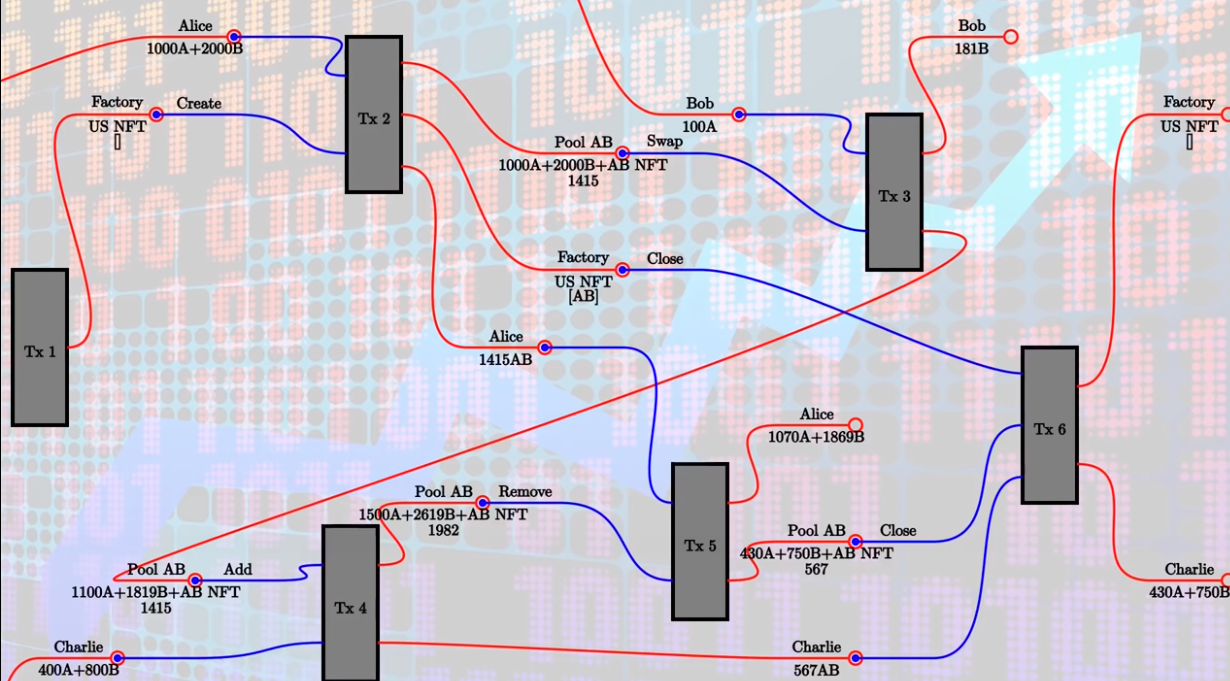 Alice
1000A+2000B
Factory
US NFT
[]
Create
Tx 2
Tx 1
Bob
100A
Pool AB
1000A+2000B+AB NFT
1415
Swap
Factory
US NFT
[AB]
Close
Alice
1415AB
Bob
181B
Tx 3
Factory
US NFT
[]
Tx 6
Alice
1070A+1869B
Pool AB
1500A+2619B+AB NFT
1982
Remove
Tx 5
Pool AB
430A+750B+AB NFT
567
Close
Pool AB
1100A+1819B+AB NFT
1415
Add
Tx 4
Charlie
400A+800B
Charlie
567AB
Charlie
430A+750B